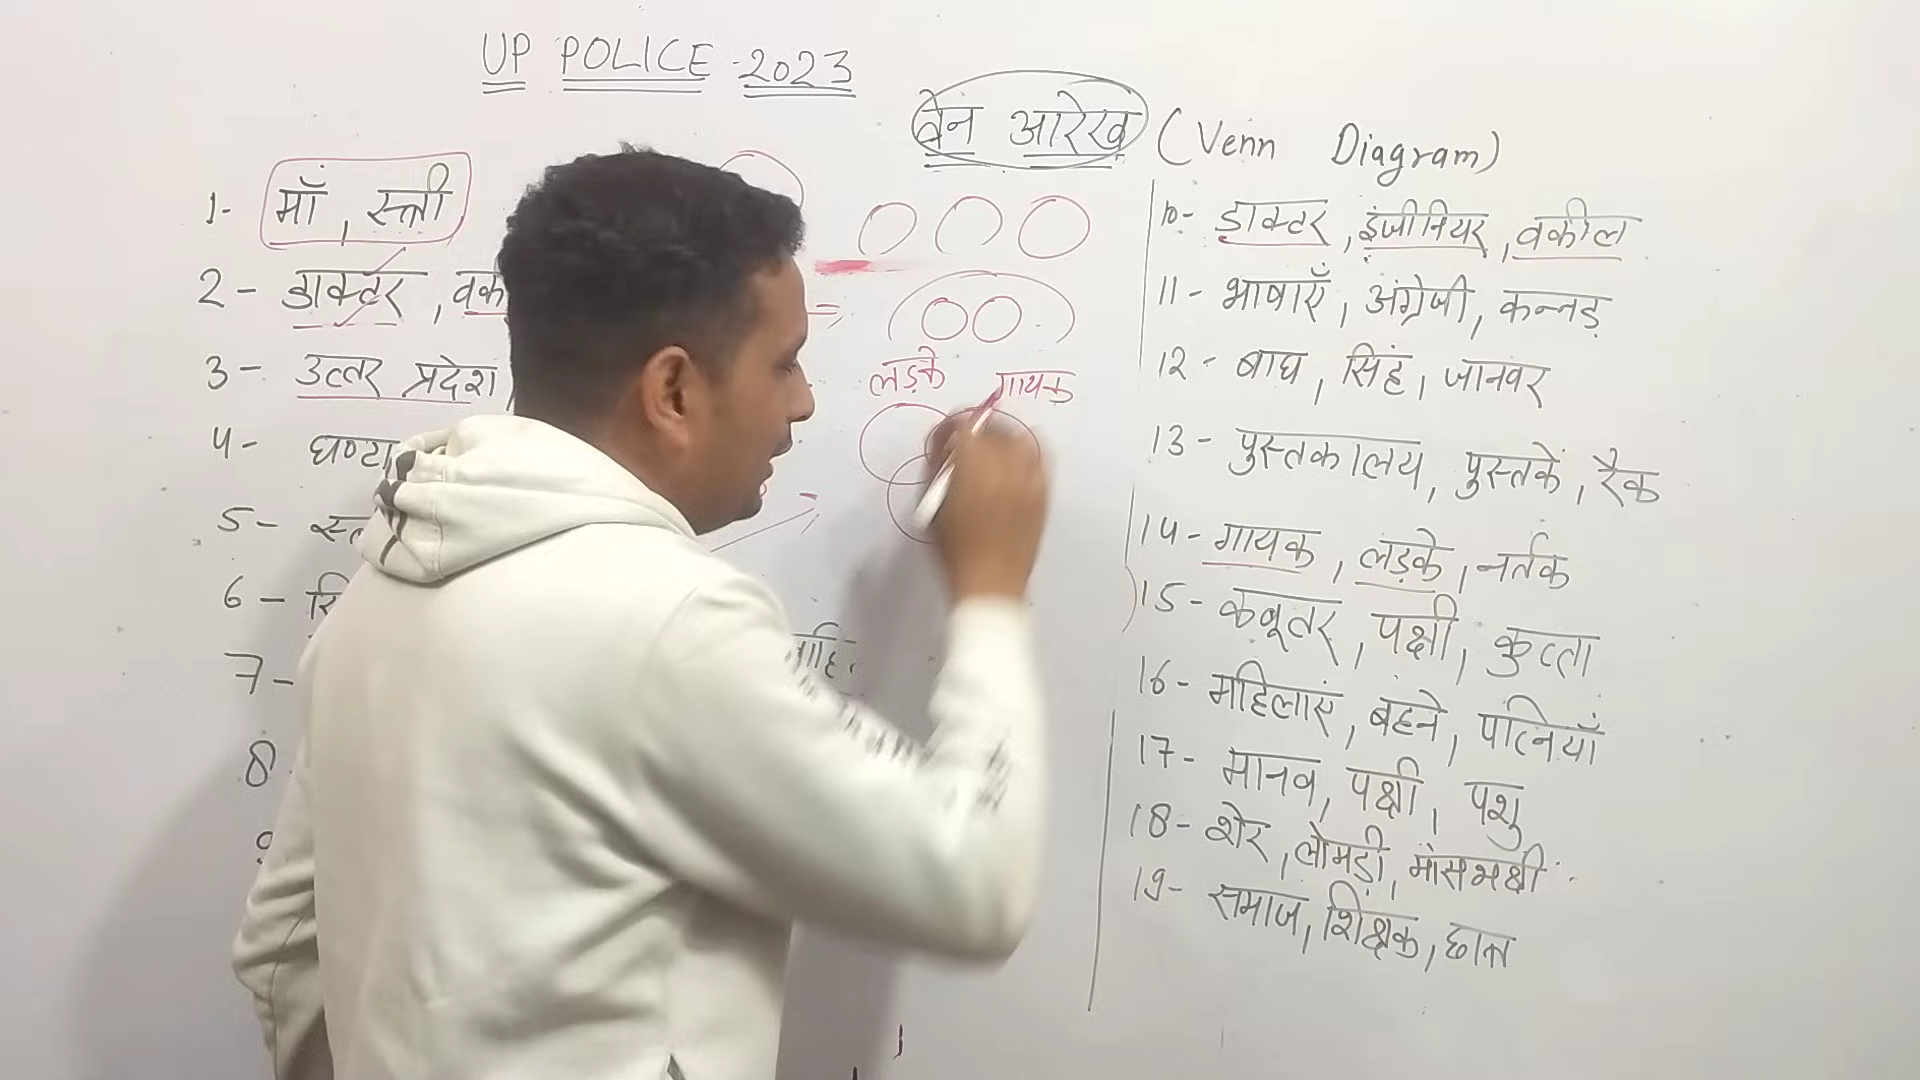 UP POLICE-2023
वेन आरेख (Venn Diagram)
1- माँ, स्त्री
2- डाक्टर, वक
3- उत्तर प्रदेश,
4- घण्टा
5-
6-
7-
8
लड़के गायक
10- डाक्टर, इंजीनियर, वकील
11- भाषाएँ, अंग्रेजी, कन्नड़
12- बाघ, सिंह, जानवर
13- पुस्तकालय, पुस्तकें, रैक
14- गायक, लड़के, नर्तक
15- कबूतर, पक्षी, कुत्ता
16- महिलाएं, बहने, पत्नियाँ
17- मानव, पक्षी, पशु
18- शेर, लोमड़ी, मांसभक्षी
19- समाज, शिक्षक, छात्र